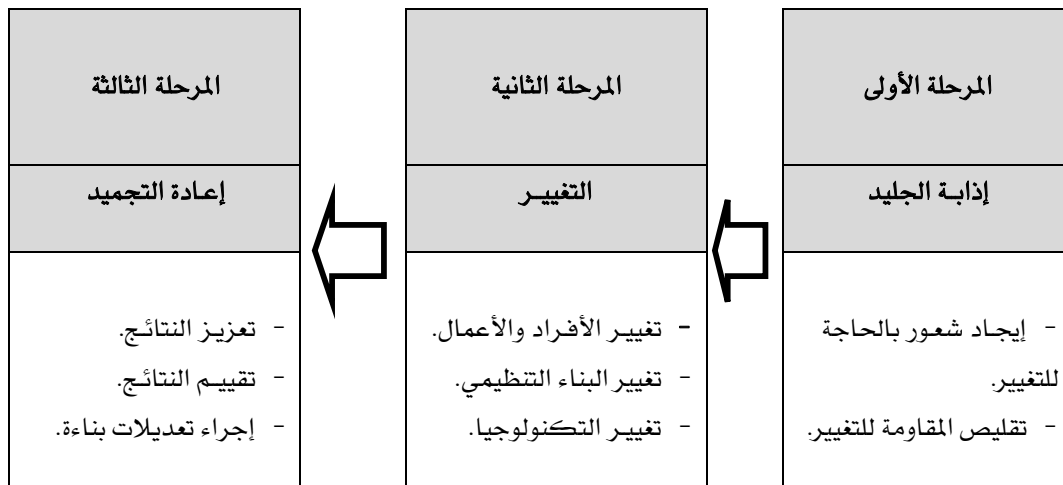 المرحلة الأولى
إذابة الجليد
- إيجاد شعور بالحاجة
للتغيير.
- تقليص المقاومة للتغيير.
المرحلة الثانية
التغيير
- تغيير الأفراد والأعمال.
- تغيير البناء التنظيمي.
- تغيير التكنولوجيا.
المرحلة الثالثة
إعادة التجميد
- تعزيز النتائج.
- تقييم النتائج.
- إجراء تعديلات بناءة.